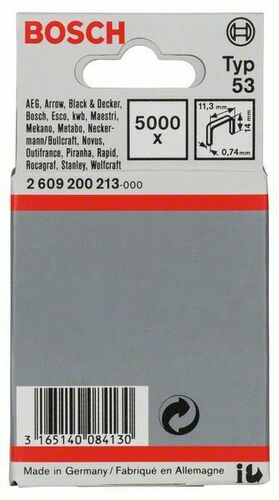 BOSCH
Typ
53
AEG, Arrow, Black & Decker,
Bosch, Esco, kwb, Maestri,
Mekano, Metabo, Necker-
mann/Bullcraft, Novus,
Outifrance, Piranha, Rapid,
Rocagraf, Stanley, Wolfcraft
5000
x
11,3 mm
14 mm
0,74mm
2 609 200 213-000
3 165140 084130
Made in Germany / Fabriqué en Allemagne